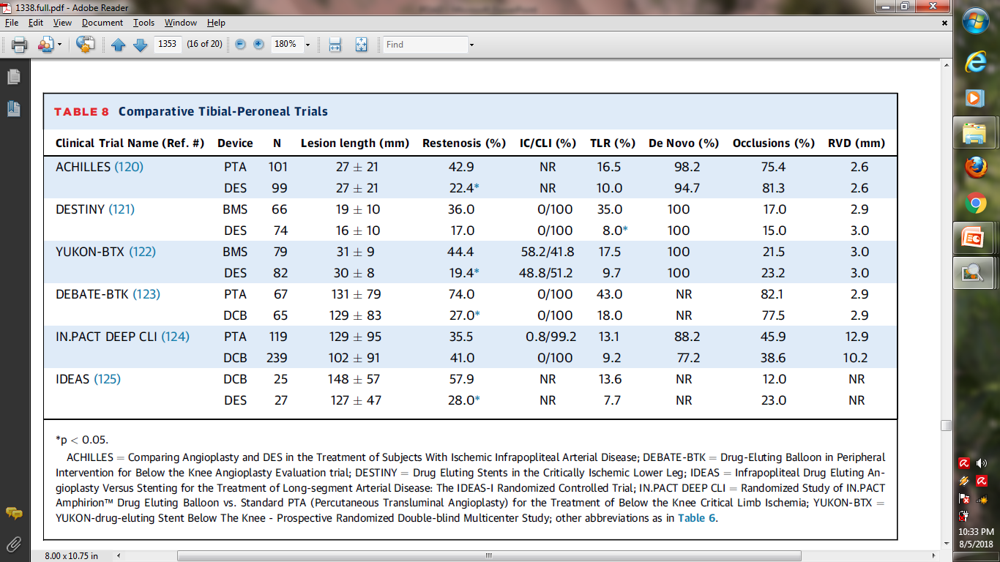 1338.full.pdf - Adobe Reader
File Edit View Document Tools Window Help
1353 (16 of 20) 180% Find
TABLE 8 Comparative Tibial-Peroneal Trials
Clinical Trial Name (Ref. #) Device N Lesion length (mm) Restenosis (%) IC/CLI (%) TLR (%) De Novo (%) Occlusions (%) RVD (mm)
ACHILLES (120) PTA 101 27 ± 21 42.9 NR 16.5 98.2 75.4 2.6
DES 99 27 ± 21 22.4* NR 10.0 94.7 81.3 2.6
DESTINY (121) BMS 66 19 ± 10 36.0 0/100 35.0 100 17.0 2.9
DES 74 16 ± 10 17.0 0/100 8.0* 100 15.0 3.0
YUKON-BTX (122) BMS 79 31 ± 9 44.4 58.2/41.8 17.5 100 21.5 3.0
DES 82 30 ± 8 19.4* 48.8/51.2 9.7 100 23.2 3.0
DEBATE-BTK (123) PTA 67 131 ± 79 74.0 0/100 43.0 NR 82.1 2.9
DCB 65 129 ± 83 27.0* 0/100 18.0 NR 77.5 2.9
IN.PACT DEEP CLI (124) PTA 119 129 ± 95 35.5 0.8/99.2 13.1 88.2 45.9 12.9
DCB 239 102 ± 91 41.0 0/100 9.2 77.2 38.6 10.2
IDEAS (125) DCB 25 148 ± 57 57.9 NR 13.6 NR 12.0 NR
DES 27 127 ± 47 28.0* NR 7.7 NR 23.0 NR
*p < 0.05.
ACHILLES = Comparing Angioplasty and DES in the Treatment of Subjects With Ischemic Infrapopliteal Arterial Disease; DEBATE-BTK = Drug-Eluting Balloon in Peripheral
Intervention for Below the Knee Angioplasty Evaluation trial; DESTINY = Drug Eluting Stents in the Critically Ischemic Lower Leg; IDEAS = Infrapopliteal Drug Eluting An-
gioplasty Versus Stenting for the Treatment of Long-segment Arterial Disease: The IDEAS-I Randomized Controlled Trial; IN.PACT DEEP CLI = Randomized Study of IN.PACT
Amphirion™ Drug Eluting Balloon vs. Standard PTA (Percutaneous Transluminal Angioplasty) for the Treatment of Below the Knee Critical Limb Ischemia; YUKON-BTX =
YUKON-drug-eluting Stent Below The Knee - Prospective Randomized Double-blind Multicenter Study; other abbreviations as in Table 6.
8.00 x 10.75 in
10:33 PM
8/5/2018